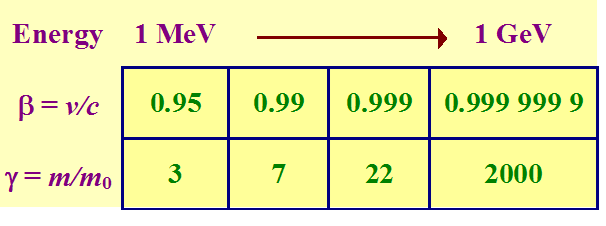 Energy 1 MeV 1 GeV
β = v/c 0.95 0.99 0.999 0.999 999 9
γ = m/m₀ 3 7 22 2000